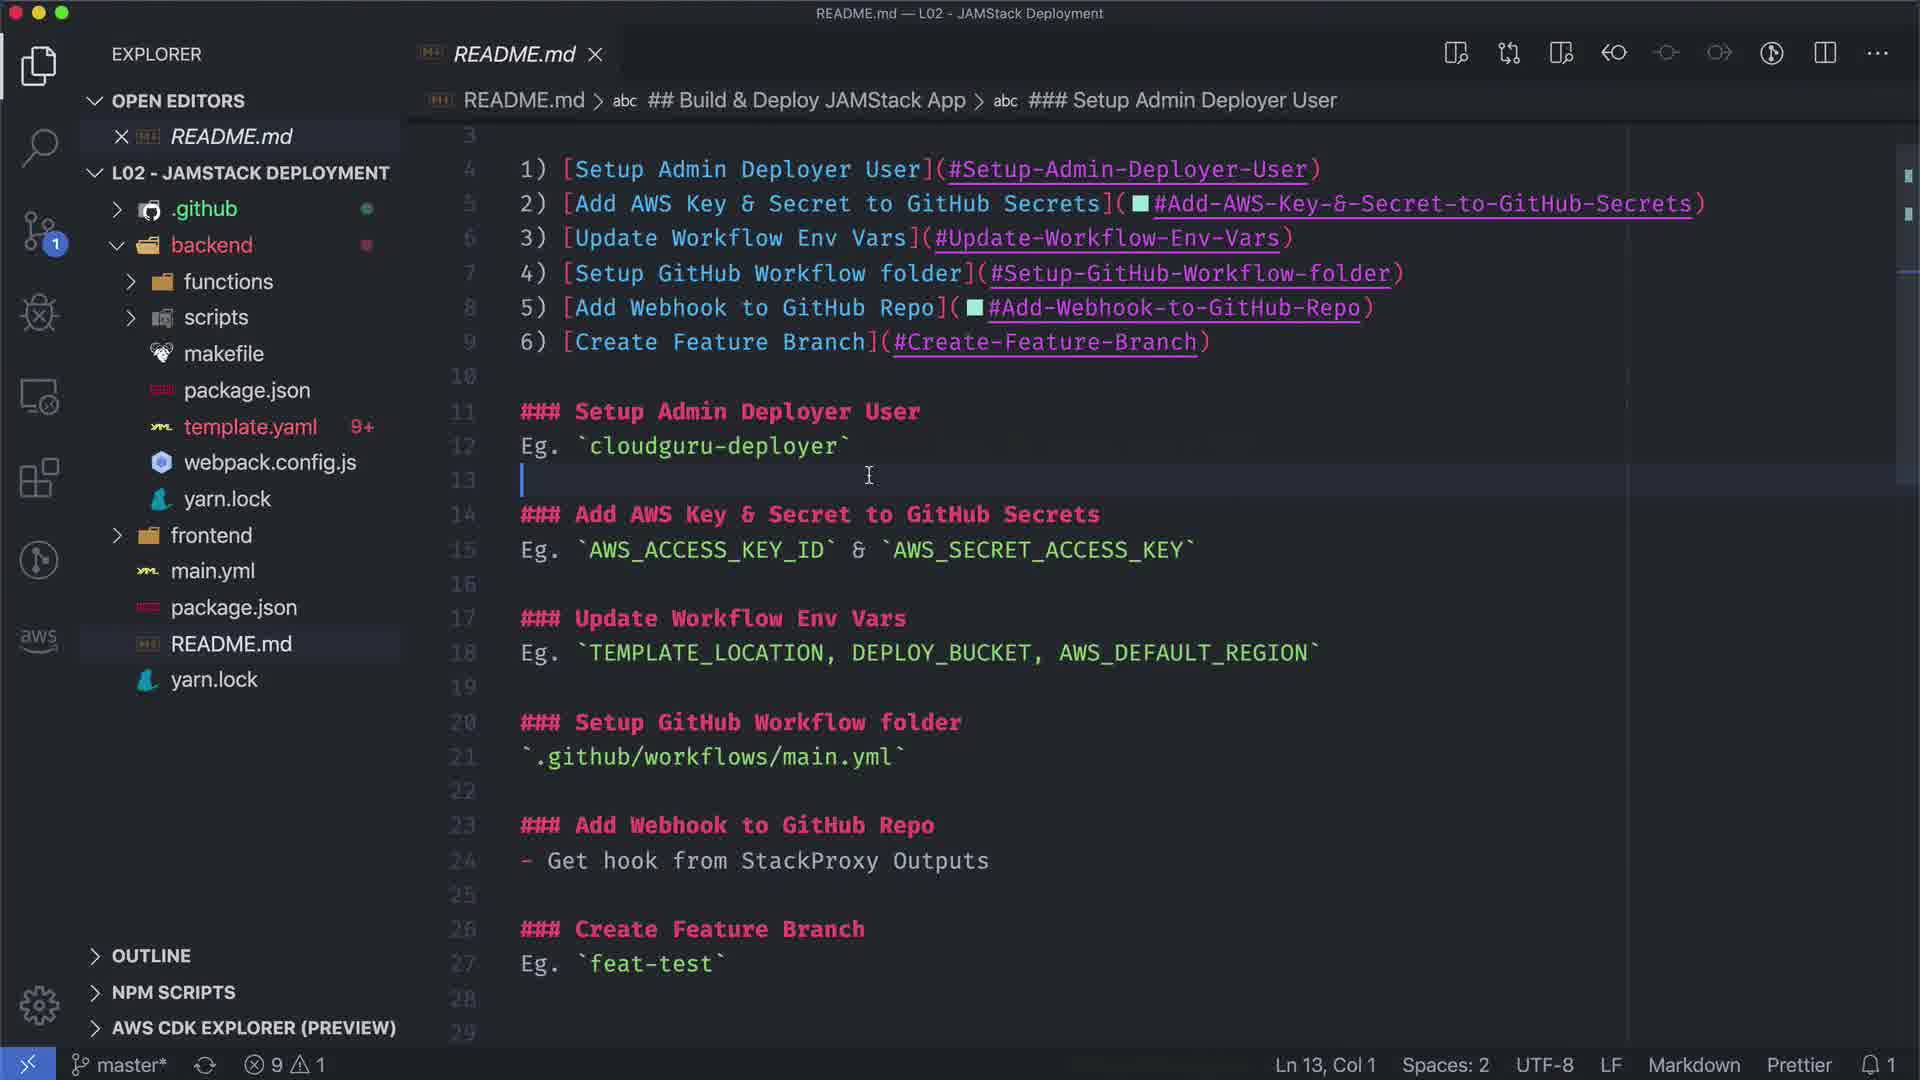 README.md — L02 - JAMStack Deployment
EXPLORER
OPEN EDITORS
README.md
L02 - JAMSTACK DEPLOYMENT
.github
backend
functions
scripts
makefile
package.json
template.yaml 9+
webpack.config.js
yarn.lock
frontend
main.yml
package.json
README.md
yarn.lock
OUTLINE
NPM SCRIPTS
AWS CDK EXPLORER (PREVIEW)
1
aws
README.md
README.md > abc ## Build & Deploy JAMStack App > abc ### Setup Admin Deployer User
3
4 1) [Setup Admin Deployer User](#Setup-Admin-Deployer-User)
5 2) [Add AWS Key & Secret to GitHub Secrets](#Add-AWS-Key-&-Secret-to-GitHub-Secrets)
6 3) [Update Workflow Env Vars](#Update-Workflow-Env-Vars)
7 4) [Setup GitHub Workflow folder](#Setup-GitHub-Workflow-folder)
8 5) [Add Webhook to GitHub Repo](#Add-Webhook-to-GitHub-Repo)
9 6) [Create Feature Branch](#Create-Feature-Branch)
10
11 ### Setup Admin Deployer User
12 Eg. `cloudguru-deployer`
13
14 ### Add AWS Key & Secret to GitHub Secrets
15 Eg. `AWS_ACCESS_KEY_ID` & `AWS_SECRET_ACCESS_KEY`
16
17 ### Update Workflow Env Vars
18 Eg. `TEMPLATE_LOCATION, DEPLOY_BUCKET, AWS_DEFAULT_REGION`
19
20 ### Setup GitHub Workflow folder
21 `.github/workflows/main.yml`
22
23 ### Add Webhook to GitHub Repo
24 - Get hook from StackProxy Outputs
25
26 ### Create Feature Branch
27 Eg. `feat-test`
28
29
master* 9 1 Ln 13, Col 1 Spaces: 2 UTF-8 LF Markdown Prettier 1